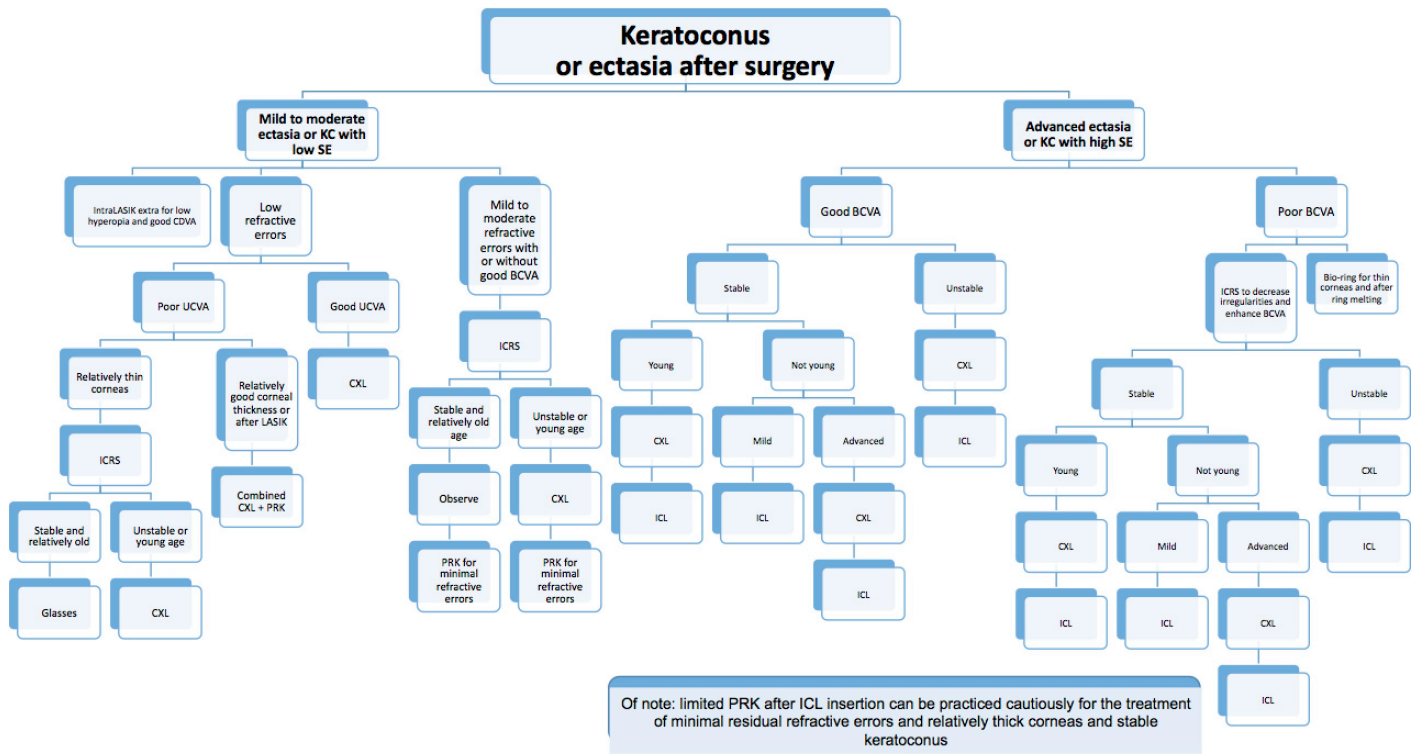 Keratoconus
or ectasia after surgery
Mild to moderate
ectasia or KC with
low SE
Advanced ectasia
or KC with high SE
IntraLASIK extra for low
hyperopia and good CDVA
Low
refractive
errors
Mild to
moderate
refractive
errors with
or without
good BCVA
Good BCVA
Poor BCVA
Poor UCVA
Good UCVA
Stable
Unstable
ICRS to decrease
irregularities and
enhance BCVA
Bio-ring for thin
corneas and after
ring melting
Relatively thin
corneas
Relatively
good corneal
thickness or
after LASIK
CXL
ICRS
Young
Not young
CXL
Stable
Unstable
ICRS
Combined
CXL + PRK
Stable and
relatively old
age
Unstable or
young age
CXL
Mild
Advanced
ICL
Young
Not young
CXL
Stable and
relatively old
Unstable or
young age
Observe
CXL
ICL
ICL
CXL
CXL
Mild
Advanced
ICL
Glasses
CXL
PRK for
minimal
refractive
errors
PRK for
minimal
refractive
errors
ICL
ICL
ICL
CXL
ICL
Of note: limited PRK after ICL insertion can be practiced cautiously for the treatment
of minimal residual refractive errors and relatively thick corneas and stable
keratoconus